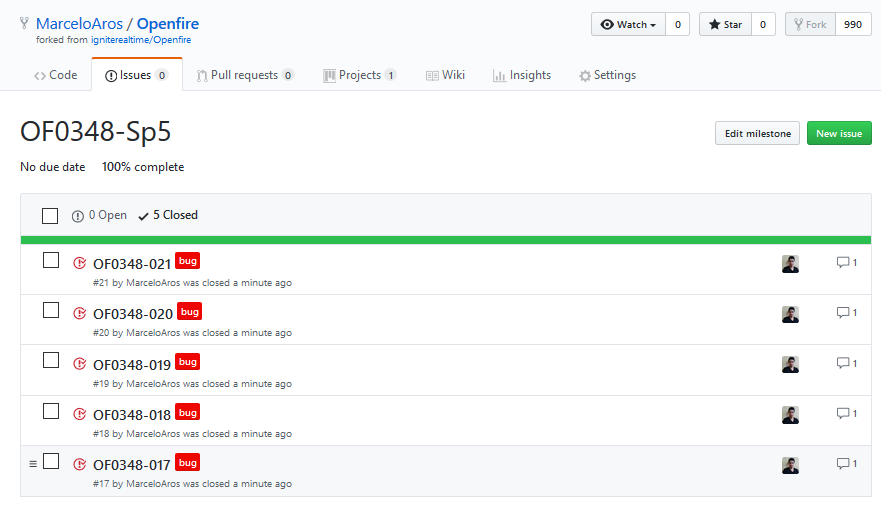 MarceloAros / Openfire
forked from igniterealtime/Openfire
Watch 0 Star 0 Fork 990
Code Issues 0 Pull requests 0 Projects 1 Wiki Insights Settings
OF0348-Sp5
Edit milestone New issue
No due date 100% complete
0 Open 5 Closed
OF0348-021 bug 1
#21 by MarceloAros was closed a minute ago
OF0348-020 bug 1
#20 by MarceloAros was closed a minute ago
OF0348-019 bug 1
#19 by MarceloAros was closed a minute ago
OF0348-018 bug 1
#18 by MarceloAros was closed a minute ago
OF0348-017 bug 1
#17 by MarceloAros was closed a minute ago